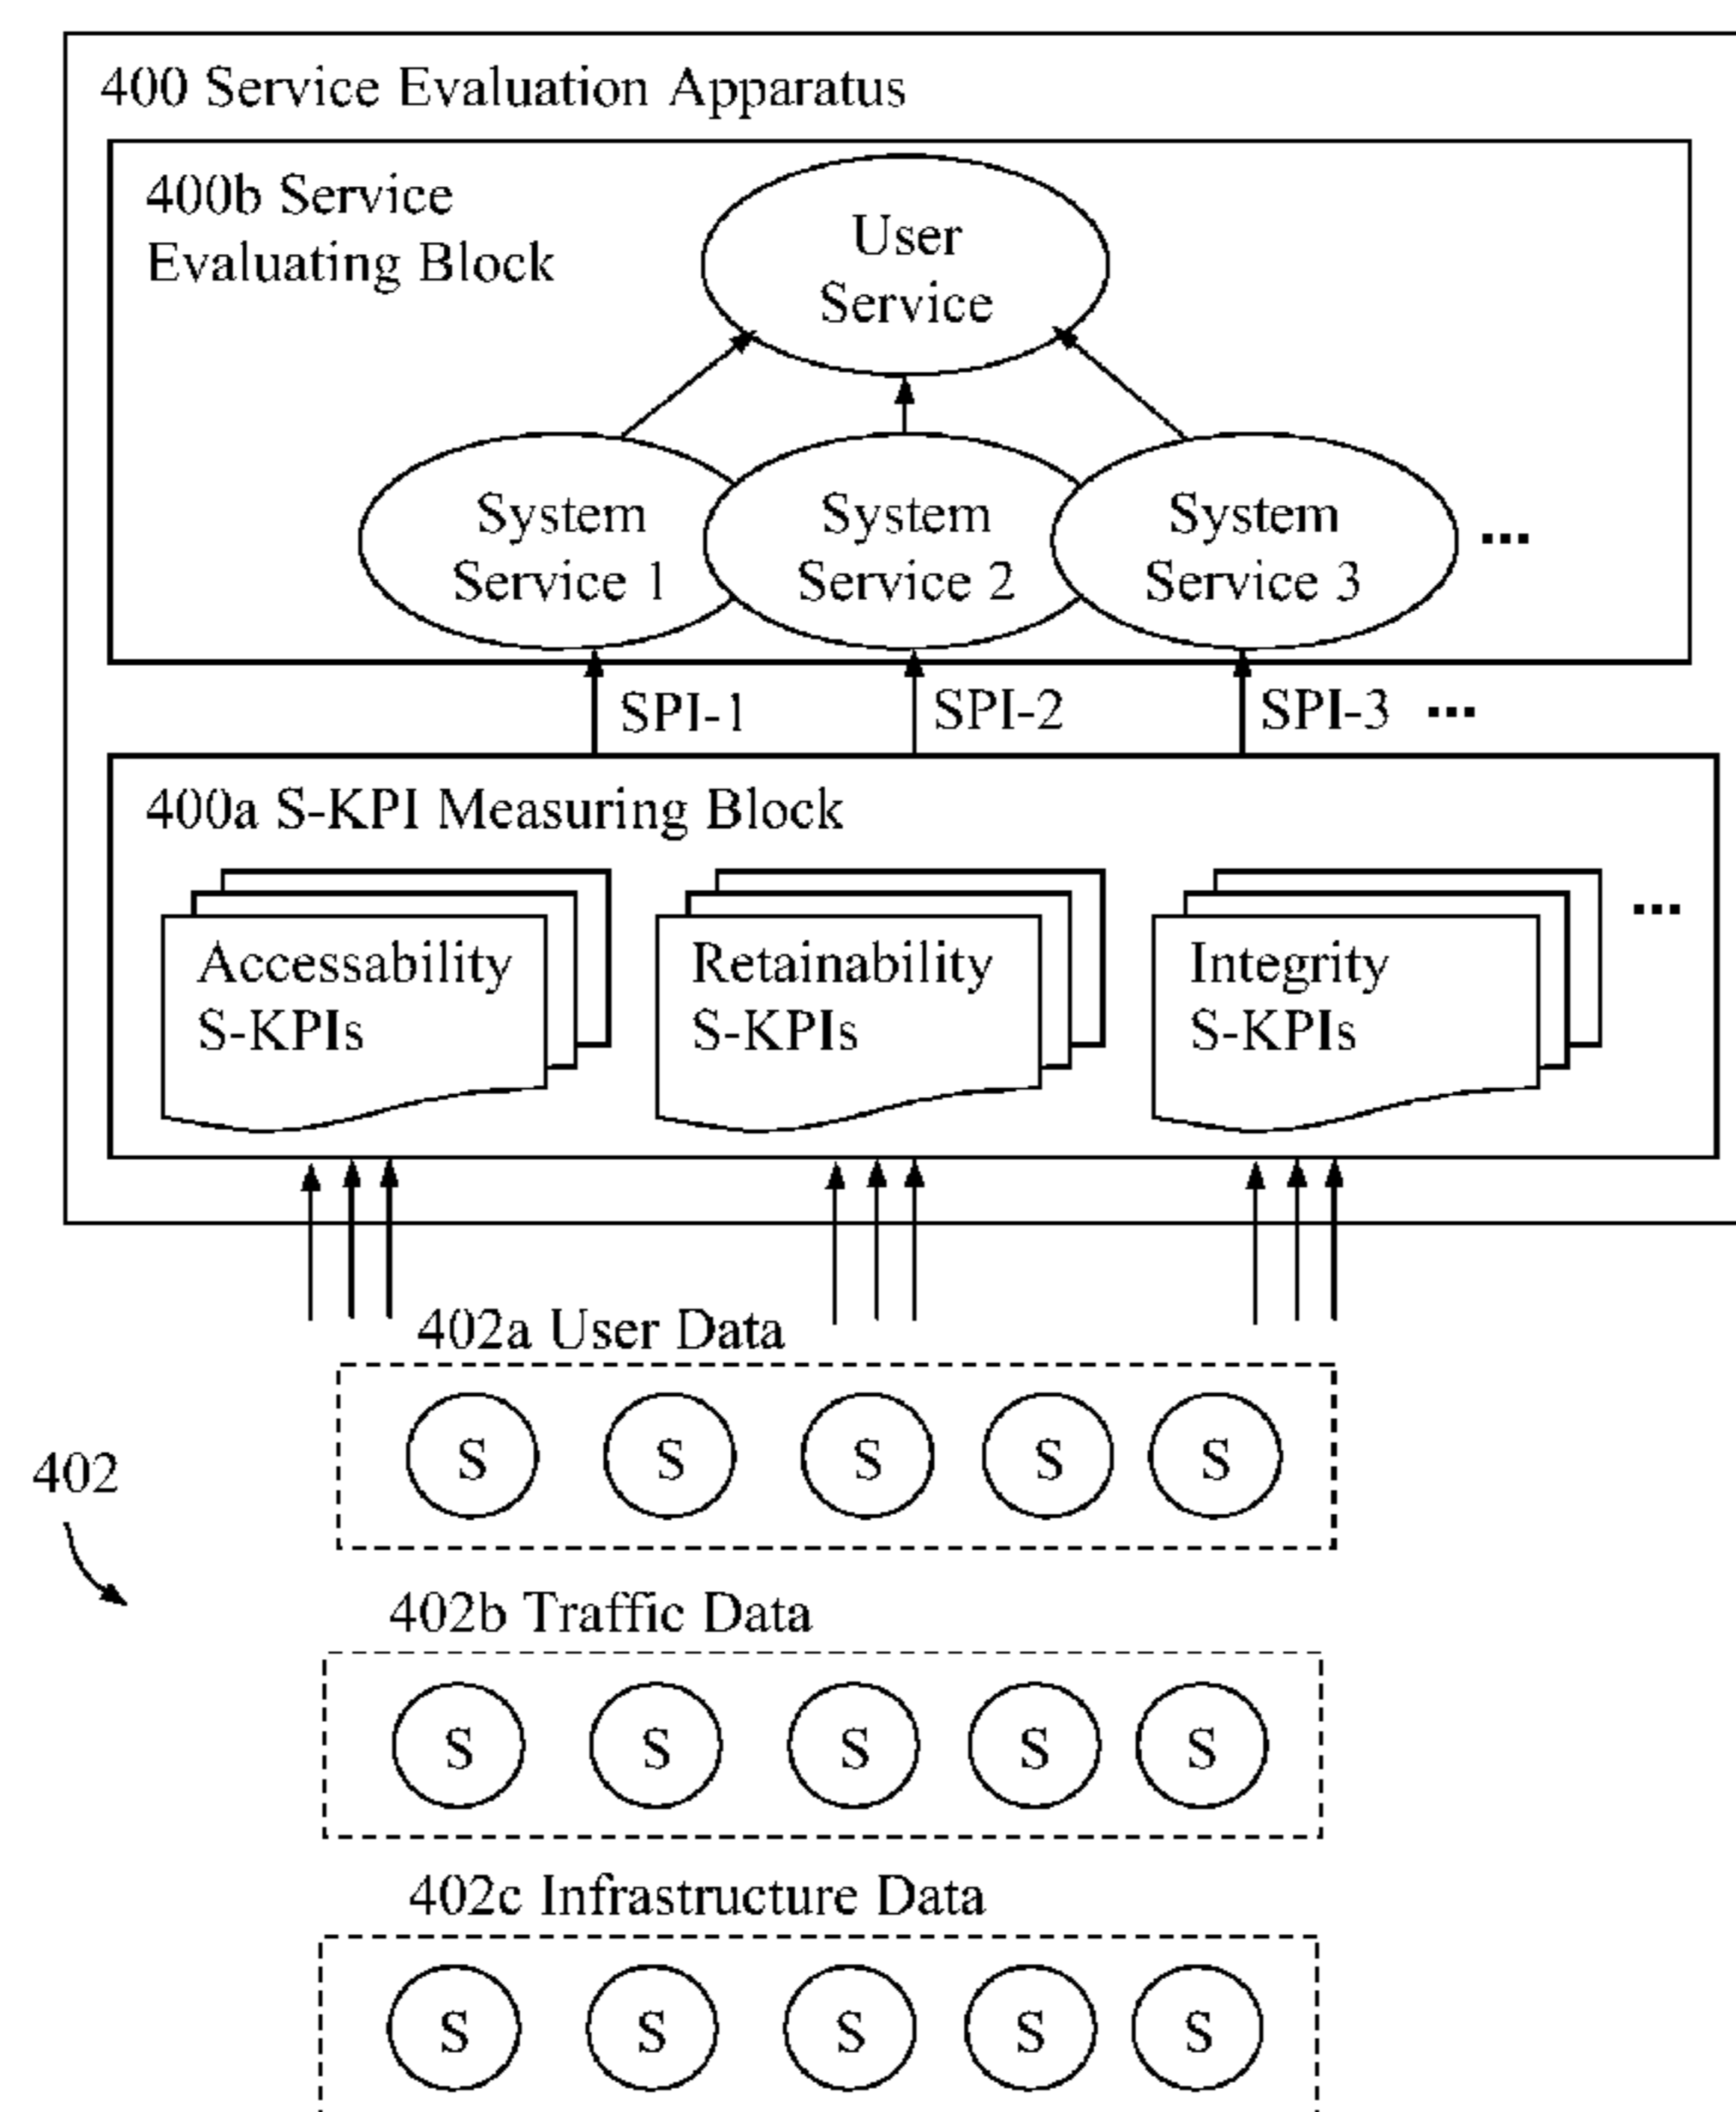 400 Service Evaluation Apparatus
400b Service
Evaluating Block
User
Service
System
Service 1
System
Service 2
System
Service 3
...
SPI-1
SPI-2
SPI-3 ...
400a S-KPI Measuring Block
Accessability
S-KPIs
Retainability
S-KPIs
Integrity
S-KPIs
...
402a User Data
S S S S S
402
402b Traffic Data
S S S S S
402c Infrastructure Data
S S S S S